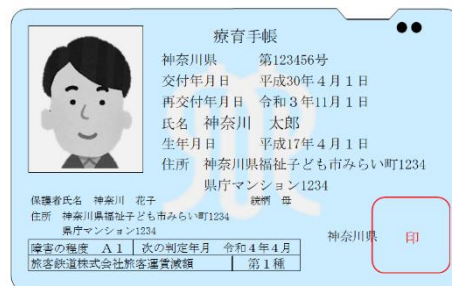 療育手帳
神奈川県 第123456号
交付年月日 平成30年4月1日
再交付年月日 令和3年11月1日
氏名 神奈川 太郎
生年月日 平成17年4月1日
住所 神奈川県福祉子ども市みらい町1234
県庁マンション1234
保護者氏名 神奈川 花子 続柄 母
住所 神奈川県福祉子ども市みらい町1234
県庁マンション1234
障害の程度 A1 次の判定年月 令和4年4月
旅客鉄道株式会社旅客運賃減額 第1種
神奈川県 印